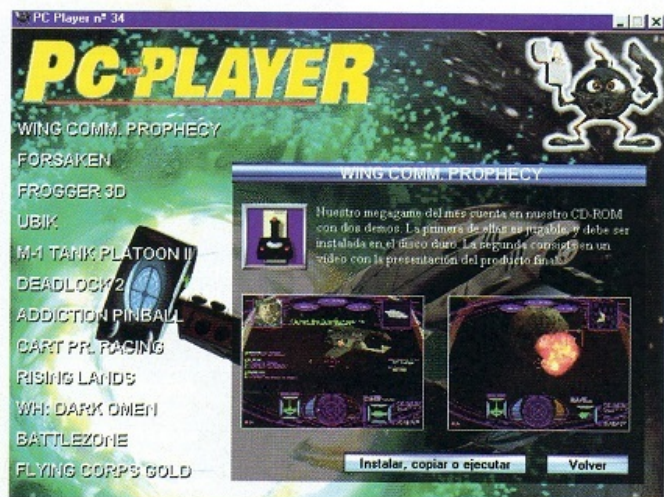 PC Player nº 34
PC-PLAYER
WING COMM. PROPHECY
FORSAKEN
FROGGER 3D
UBIK
M-1 TANK PLATOON II
DEADLOCK 2
ADDICTION PINBALL
CART PR. RACING
RISING LANDS
WH: DARK OMEN
BATTLEZONE
FLYING CORPS GOLD
WING COMM. PROPHECY
Nuestro megagame del mes cuenta en nuestro CD-ROM
con dos demos. La primera de ellas es jugable, y debe ser
instalada en el disco duro. La segunda consiste en un
vídeo con la presentación del producto final.
Instalar, copiar o ejecutar
Volver